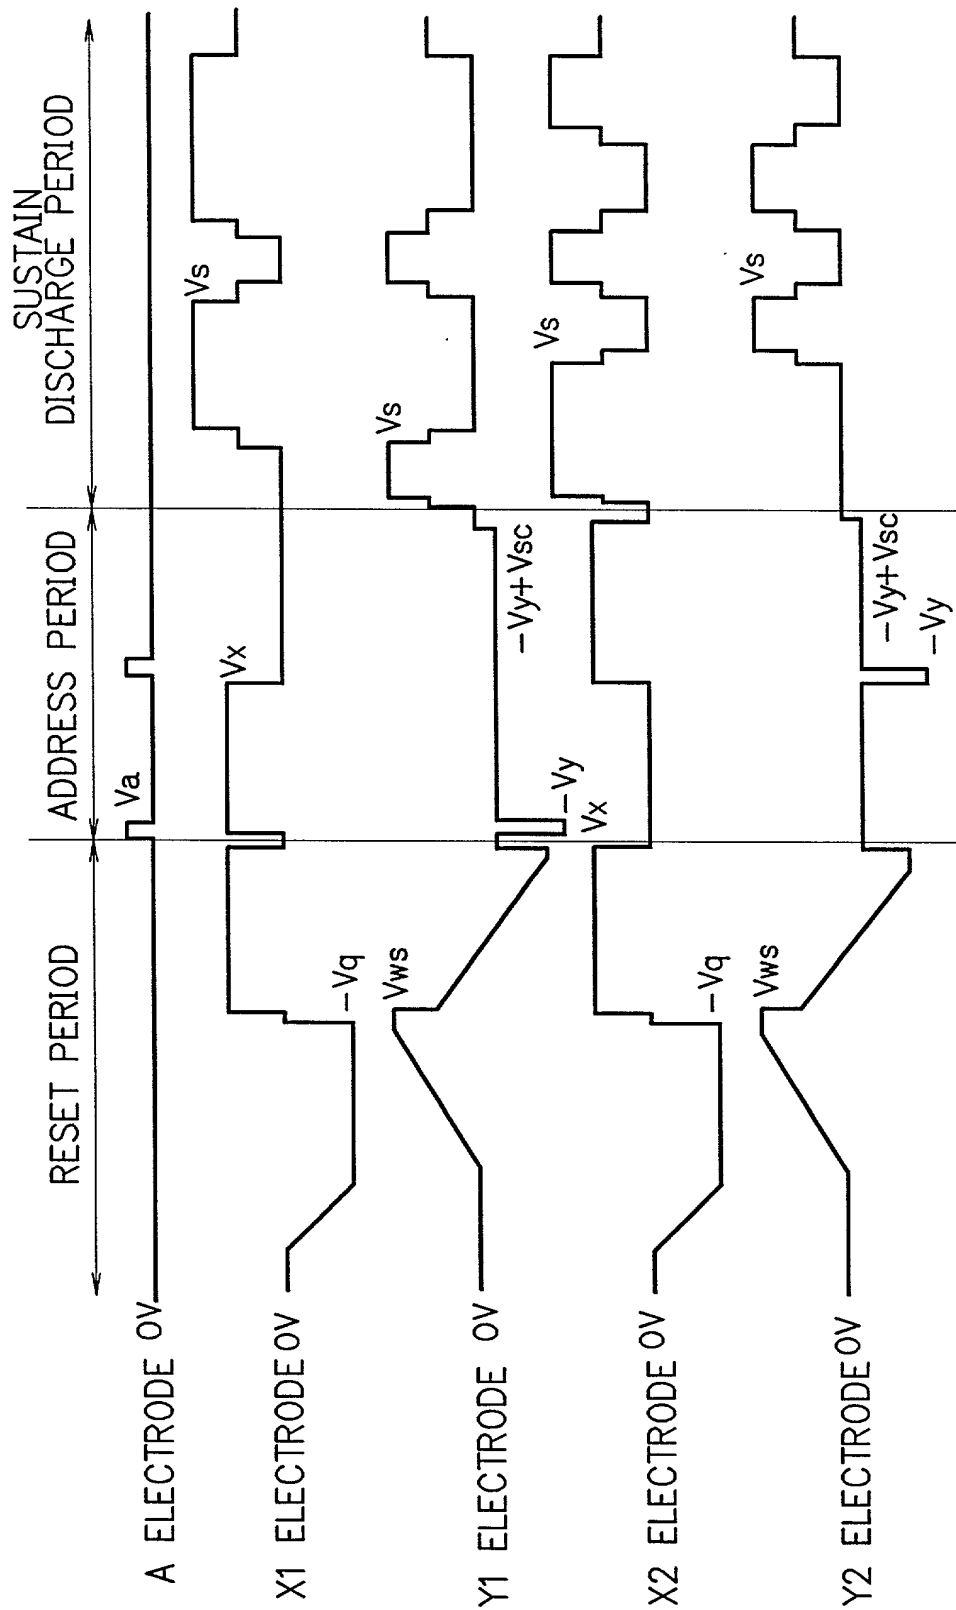 RESET PERIOD
ADDRESS PERIOD
SUSTAIN
DISCHARGE PERIOD
A ELECTRODE 0V
Va
X1 ELECTRODE 0V
-Vq
Vx
Vs
Y1 ELECTRODE 0V
Vws
-Vy
-Vy+Vsc
Vs
X2 ELECTRODE 0V
-Vq
Vx
Vs
Y2 ELECTRODE 0V
Vws
-Vy+Vsc
-Vy
Vs